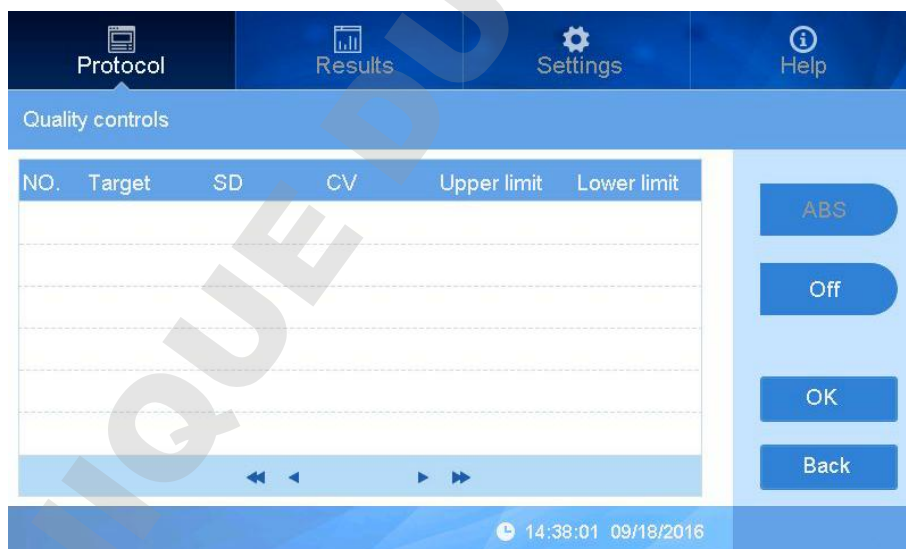 Protocol Results Settings Help
Quality controls
NO. Target SD CV Upper limit Lower limit
ABS
Off
OK
Back
14:38:01 09/18/2016